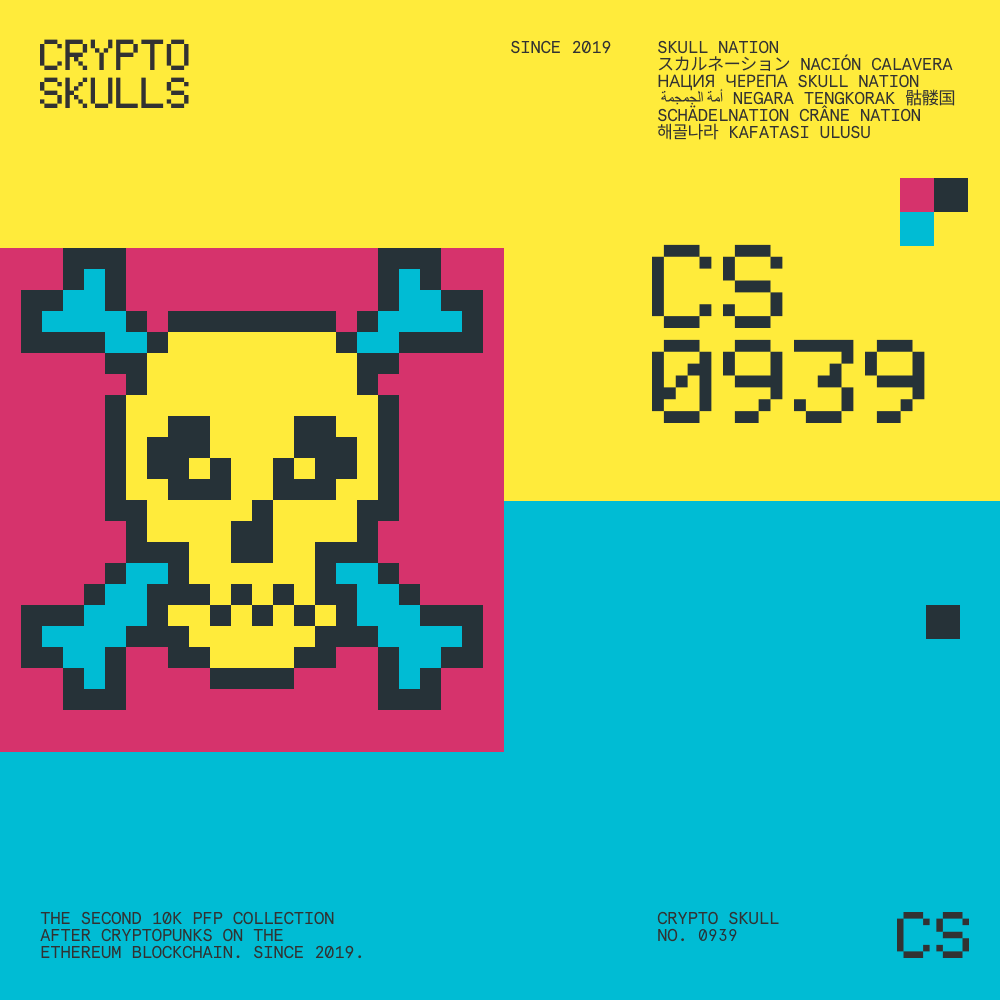 CRYPTO
SKULLS
SINCE 2019
SKULL NATION
スカルネーション NACIÓN CALAVERA
НАЦИЯ ЧЕРЕПА SKULL NATION
أمة الجمجمة NEGARA TENGKORAK 骷髅国
SCHÄDELNATION CRÂNE NATION
해골나라 KAFATASI ULUSU
CS
0939
THE SECOND 10K PFP COLLECTION
AFTER CRYPTOPUNKS ON THE
ETHEREUM BLOCKCHAIN. SINCE 2019.
CRYPTO SKULL
NO. 0939
CS